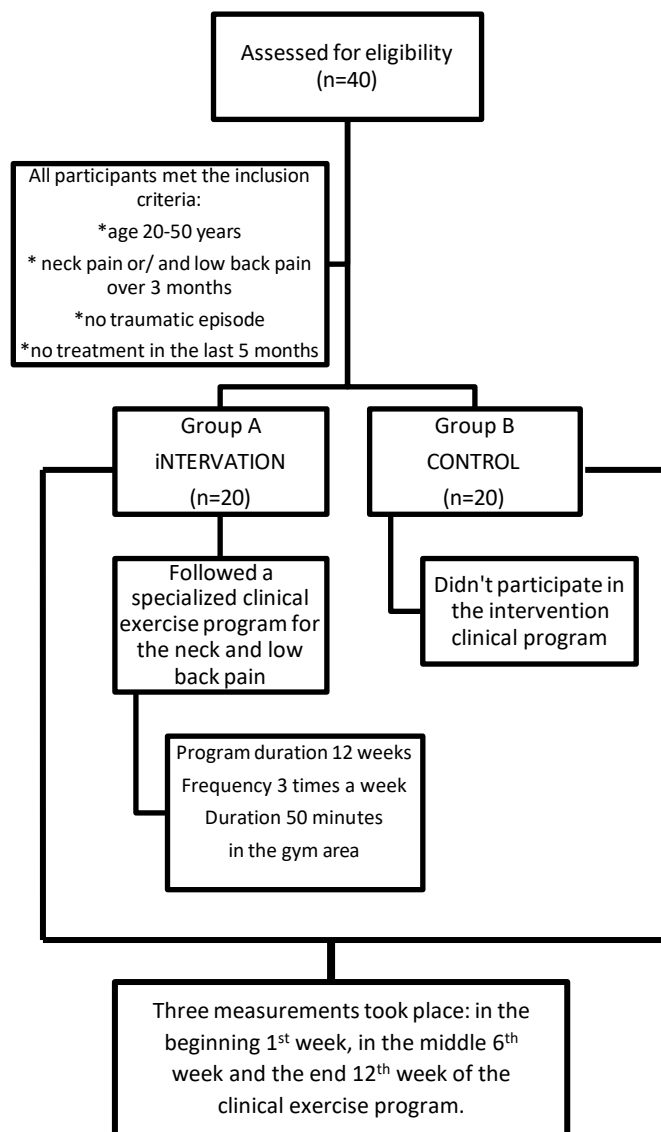 Assessed for eligibility
(n=40)
All participants met the inclusion
criteria:
*age 20-50 years
* neck pain or/ and low back pain
over 3 months
*no traumatic episode
*no treatment in the last 5 months
Group A
iNTERVATION
(n=20)
Group B
CONTROL
(n=20)
Followed a
specialized clinical
exercise program for
the neck and low
back pain
Didn't participate in
the intervention
clinical program
Program duration 12 weeks
Frequency 3 times a week
Duration 50 minutes
in the gym area
Three measurements took place: in the
beginning 1st week, in the middle 6th
week and the end 12th week of the
clinical exercise program.